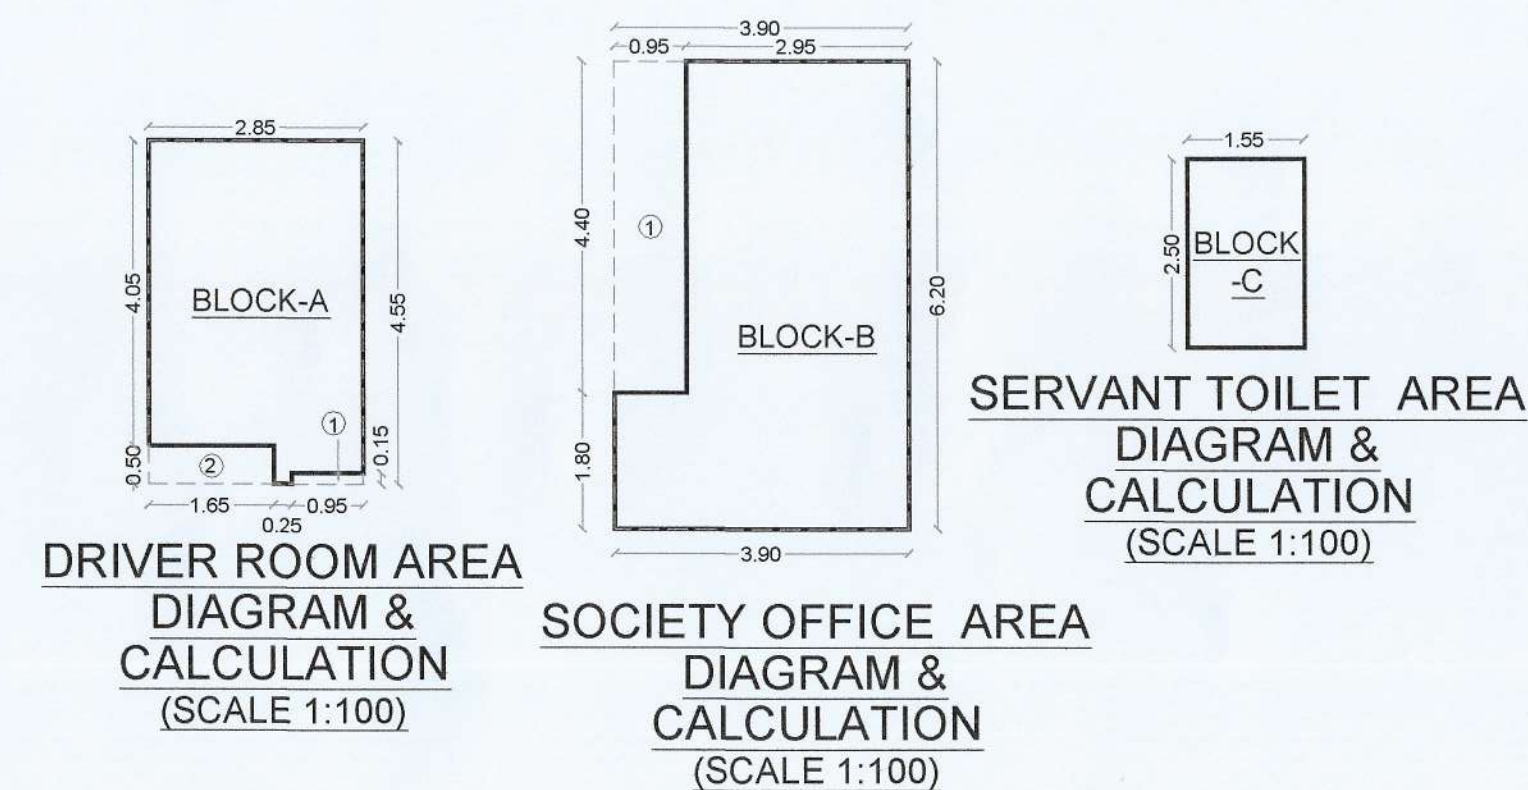 2.85
4.05
4.55
BLOCK-A
①
②
0.50
0.15
1.65
0.25
0.95
DRIVER ROOM AREA
DIAGRAM &
CALCULATION
(SCALE 1:100)
3.90
0.95
2.95
4.40
①
6.20
BLOCK-B
1.80
3.90
SOCIETY OFFICE AREA
DIAGRAM &
CALCULATION
(SCALE 1:100)
1.55
2.50
BLOCK
-C
SERVANT TOILET AREA
DIAGRAM &
CALCULATION
(SCALE 1:100)